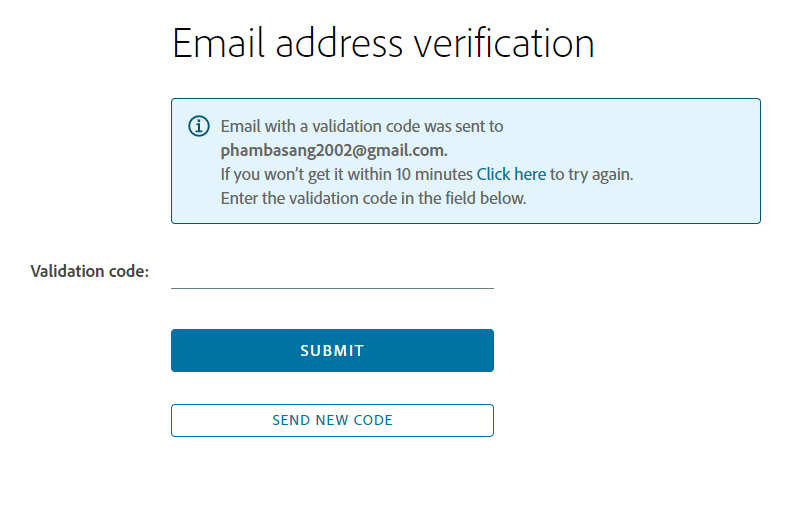 Email address verification
Email with a validation code was sent to
phambasang2002@gmail.com.
If you won't get it within 10 minutes Click here to try again.
Enter the validation code in the field below.
Validation code:
SUBMIT
SEND NEW CODE